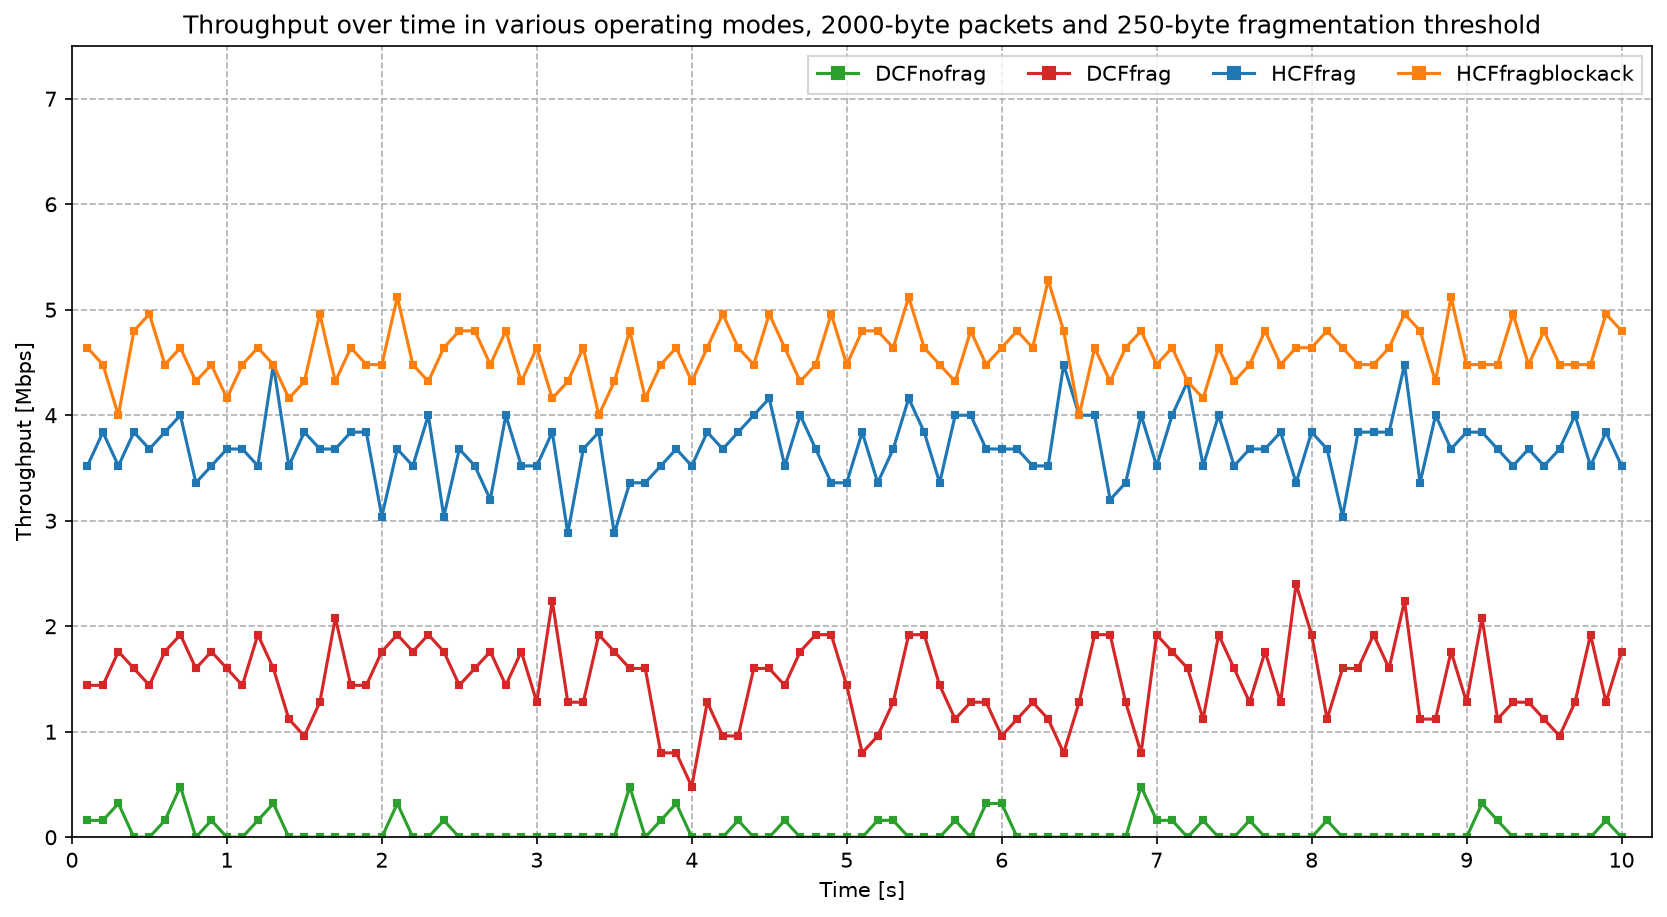 Throughput over time in various operating modes, 2000-byte packets and 250-byte fragmentation threshold
DCFnofrag DCFfrag HCFfrag HCFfragblockack
7
6
5
4
3
2
1
0
Throughput [Mbps]
0 1 2 3 4 5 6 7 8 9 10
Time [s]